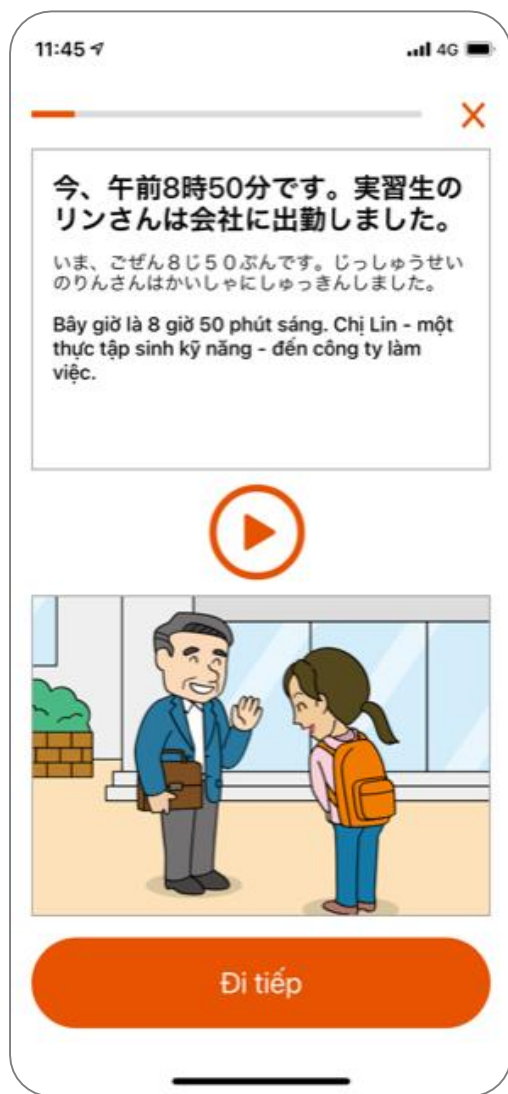 11:45
4G
今、午前8時50分です。実習生の
リンさんは会社に出勤しました。
いま、ごぜん８じ５０ぷんです。じっしゅうせい
のりんさんはかいしゃにしゅっきんしました。
Bây giờ là 8 giờ 50 phút sáng. Chị Lin - một
thực tập sinh kỹ năng - đến công ty làm
việc.
Đi tiếp